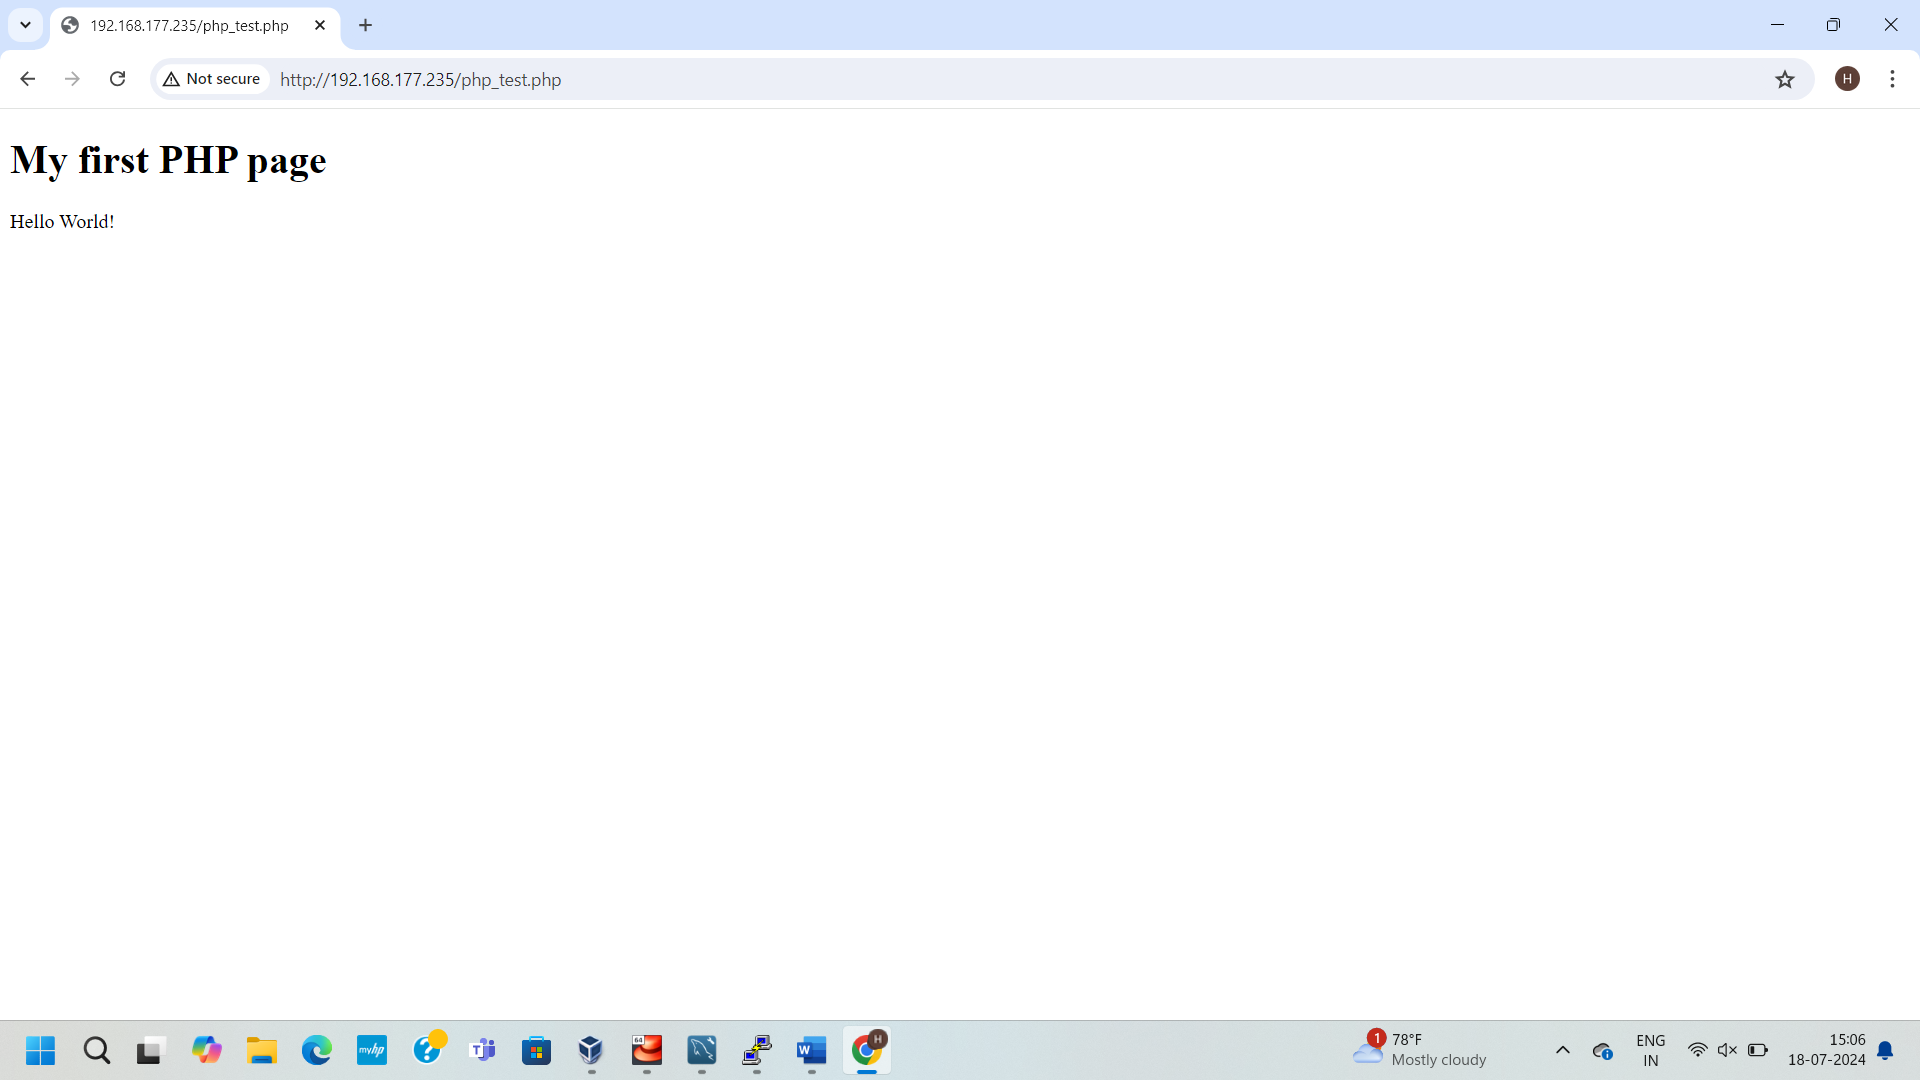 192.168.177.235/php_test.php
Not secure
http://192.168.177.235/php_test.php
H
My first PHP page
Hello World!
myhp
?
T
64
W
H
1
78°F
Mostly cloudy
ENG
IN
15:06
18-07-2024